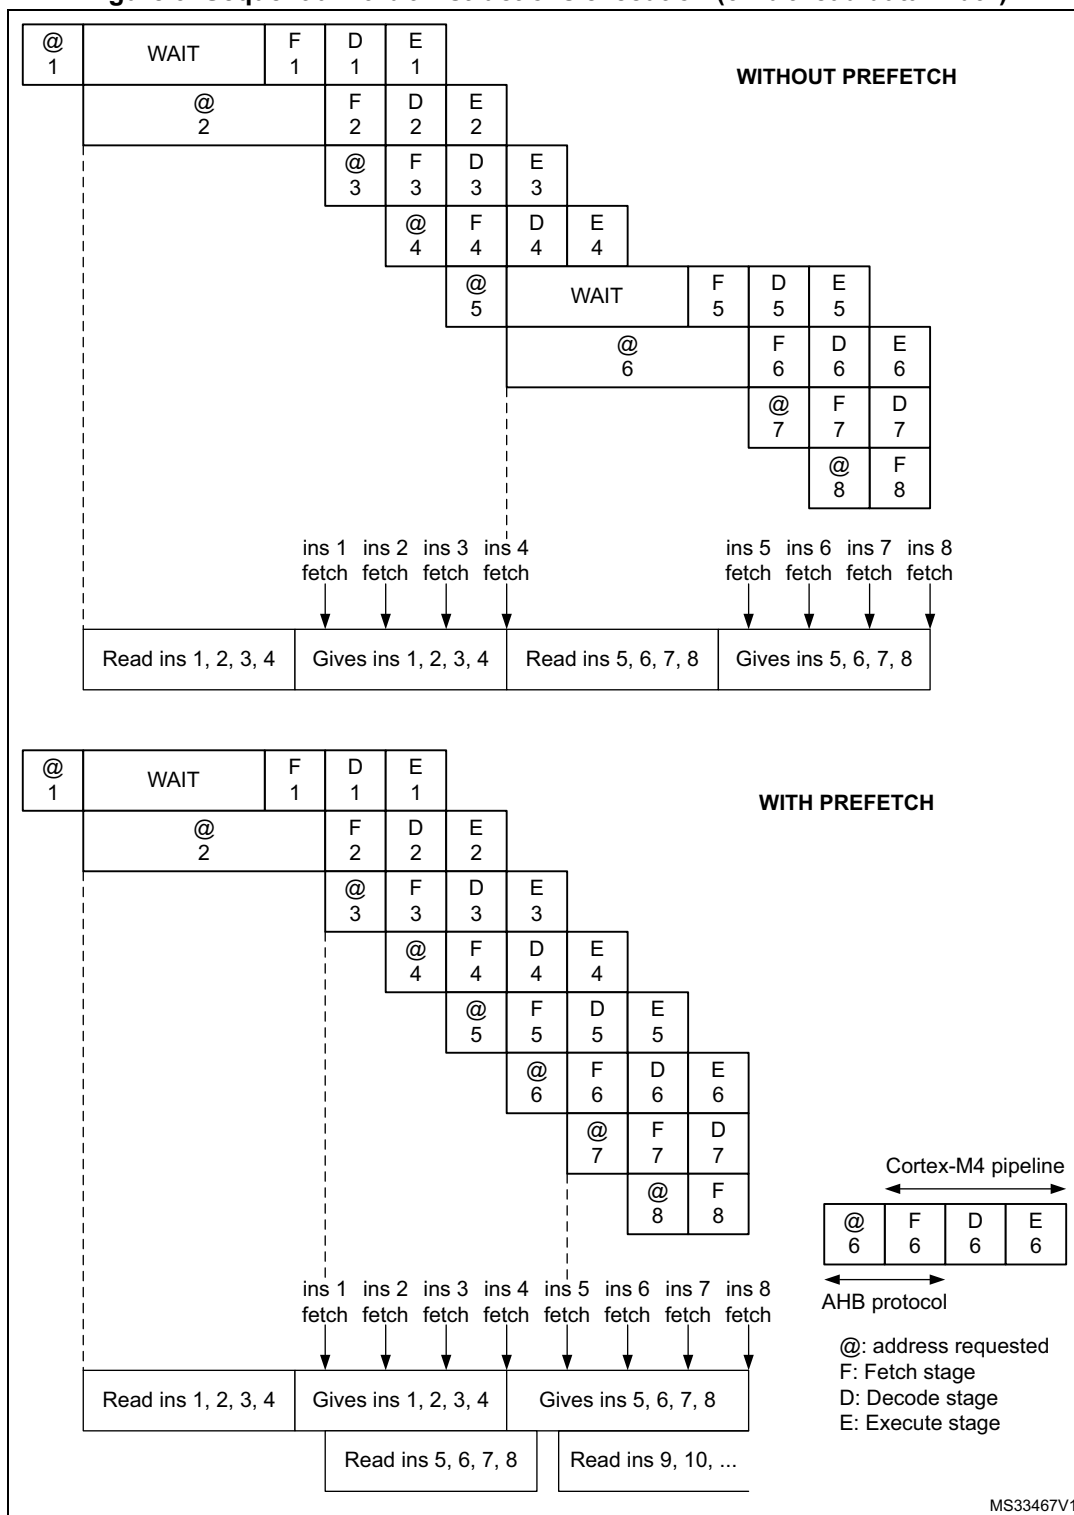 @ WAIT F D E
1 1 1 1
WITHOUT PREFETCH
@ F D E
2 2 2 2
@ F D E
3 3 3 3
@ F D E
4 4 4 4
@ WAIT F D E
5 5 5 5
@ F D E
6 6 6 6
@ F D
7 7 7
@ F
8 8
ins 1 ins 2 ins 3 ins 4 ins 5 ins 6 ins 7 ins 8
fetch fetch fetch fetch fetch fetch fetch fetch
Read ins 1, 2, 3, 4 Gives ins 1, 2, 3, 4 Read ins 5, 6, 7, 8 Gives ins 5, 6, 7, 8
@ WAIT F D E
1 1 1 1
WITH PREFETCH
@ F D E
2 2 2 2
@ F D E
3 3 3 3
@ F D E
4 4 4 4
@ F D E
5 5 5 5
@ F D E
6 6 6 6
@ F D
7 7 7
@ F
8 8
Cortex-M4 pipeline
@ F D E
6 6 6 6
AHB protocol
ins 1 ins 2 ins 3 ins 4 ins 5 ins 6 ins 7 ins 8
fetch fetch fetch fetch fetch fetch fetch fetch
@: address requested
F: Fetch stage
D: Decode stage
E: Execute stage
Read ins 1, 2, 3, 4 Gives ins 1, 2, 3, 4 Gives ins 5, 6, 7, 8
Read ins 5, 6, 7, 8 Read ins 9, 10, ...
MS33467V1